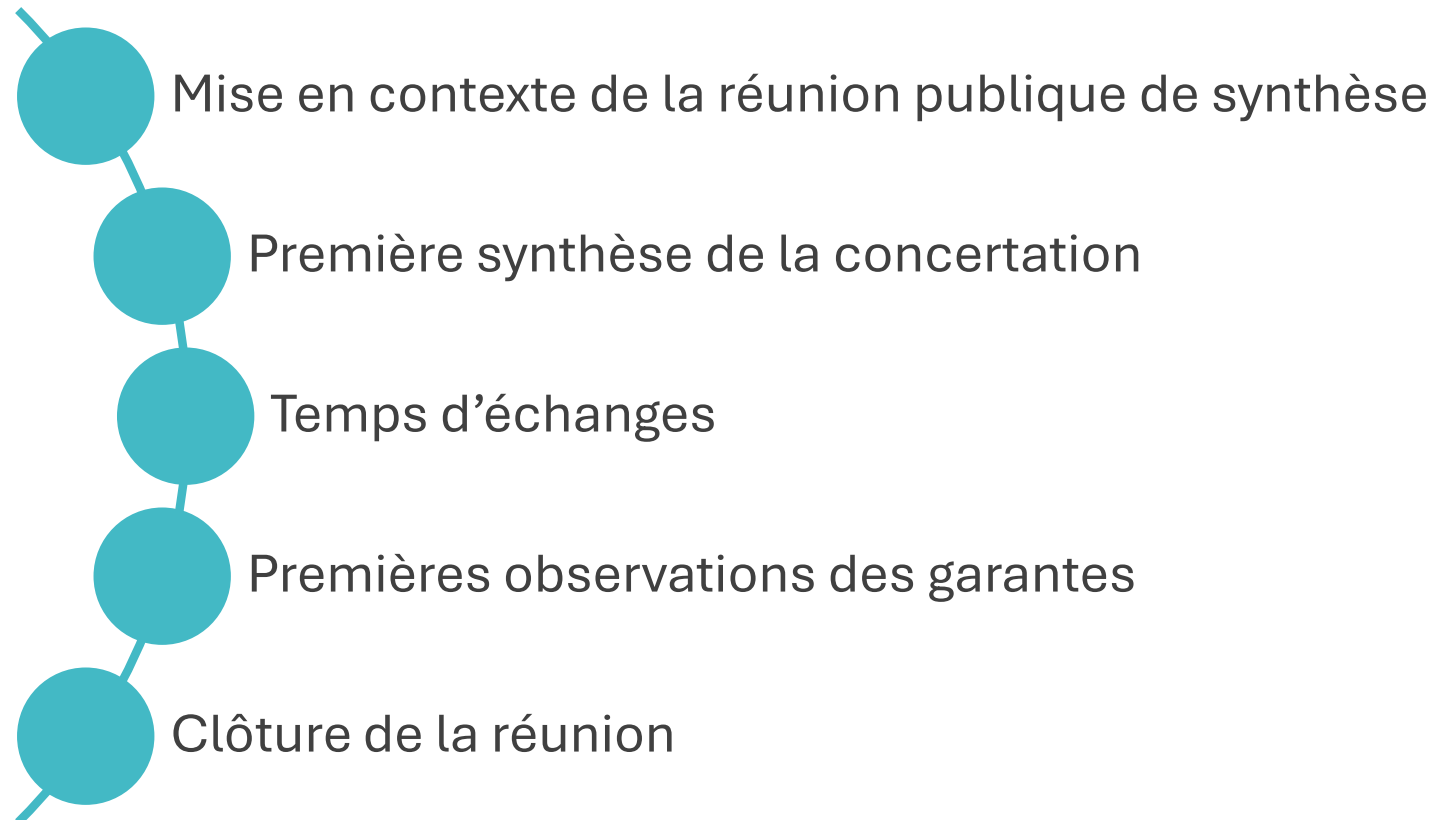 Mise en contexte de la réunion publique de synthèse
Première synthèse de la concertation
Temps d’échanges
Premières observations des garantes
Clôture de la réunion